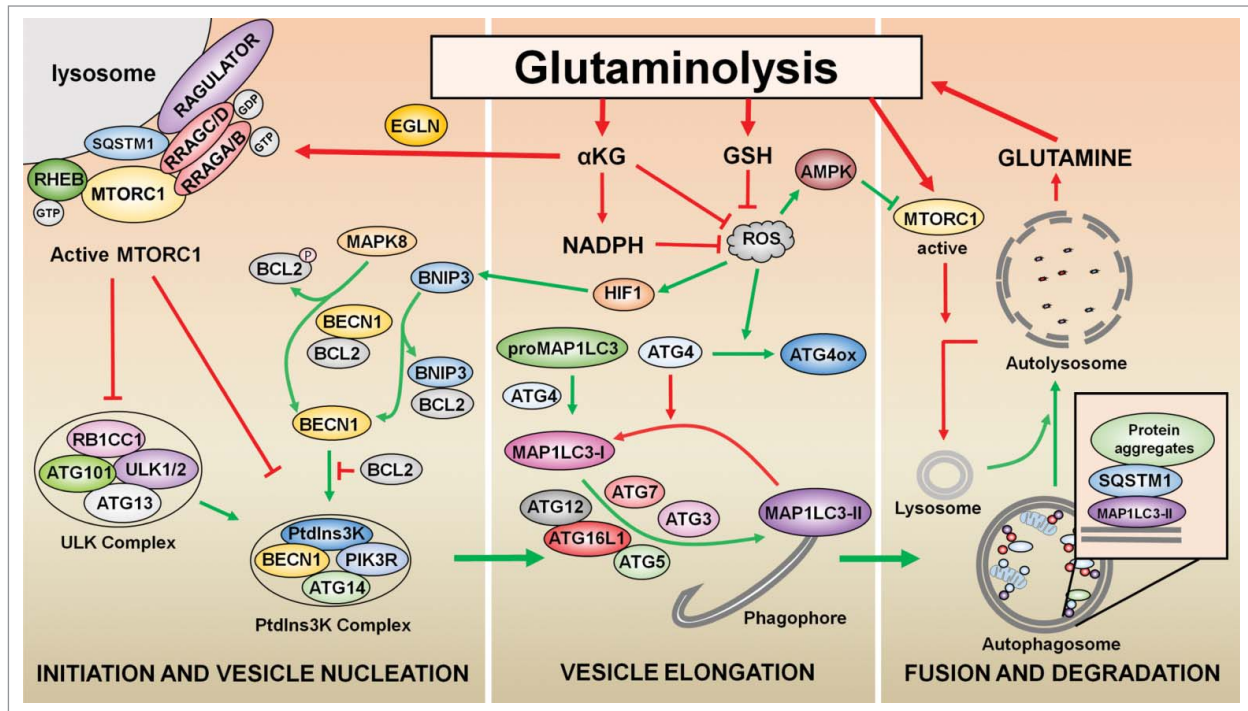 Glutaminolysis
lysosome
RAGULATOR
GDP
RRAGC/D
GTP
RRAGA/B
SQSTM1
RHEB
GTP
MTORC1
Active MTORC1
EGLN
αKG
GSH
NADPH
ROS
AMPK
MTORC1
active
GLUTAMINE
MAPK8
BCL2
P
BNIP3
HIF1
BECN1
BCL2
BNIP3
BCL2
BECN1
BCL2
RB1CC1
ATG101
ULK1/2
ATG13
ULK Complex
PtdIns3K
BECN1
PIK3R
ATG14
PtdIns3K Complex
INITIATION AND VESICLE NUCLEATION
proMAP1LC3
ATG4
ATG4ox
ATG4
MAP1LC3-I
ATG7
ATG3
ATG12
ATG16L1
ATG5
MAP1LC3-II
Phagophore
VESICLE ELONGATION
Autolysosome
Lysosome
Protein
aggregates
SQSTM1
MAP1LC3-II
Autophagosome
FUSION AND DEGRADATION